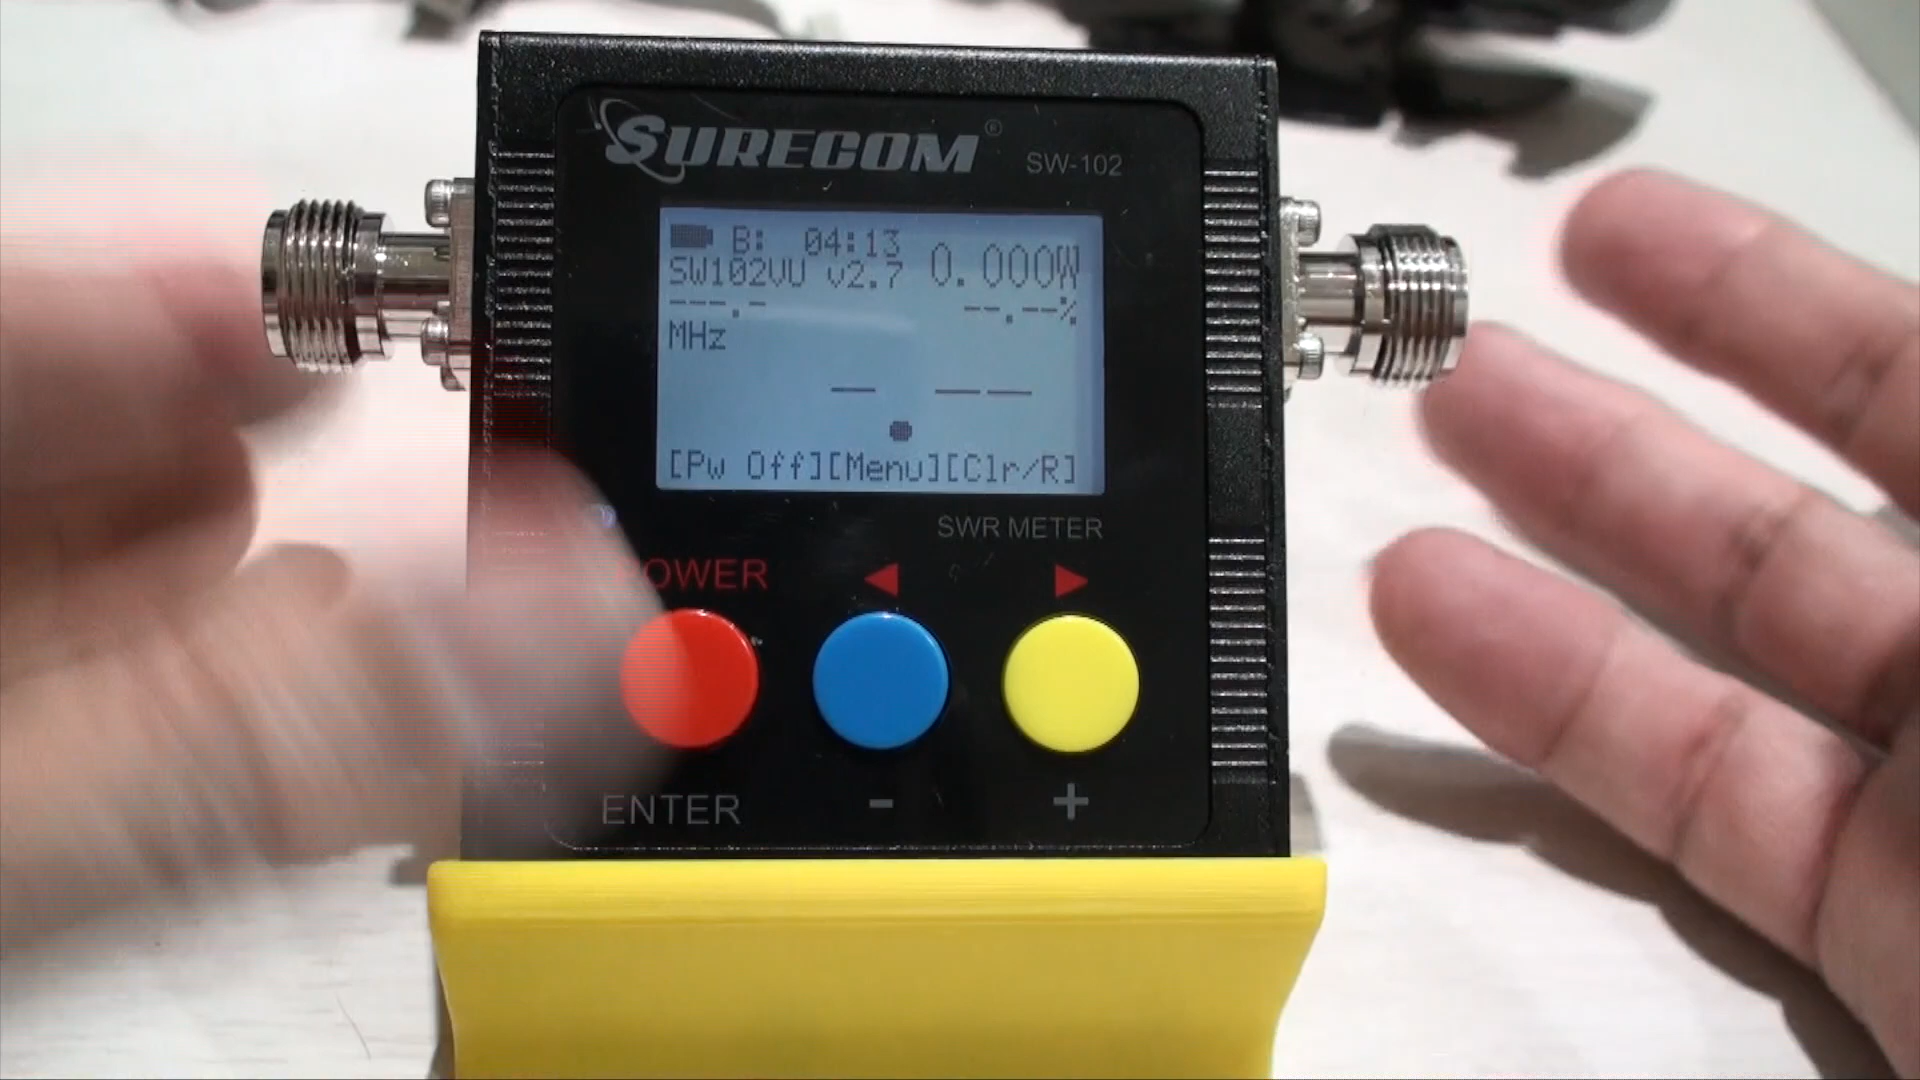 SURECOM®
SW-102
B: 04:13
SW102VU v2.7 0.000W
---.- --.--%
MHz
- --
[Pw Off][Menu][Clr/R]
SWR METER
POWER ◀ ▶
ENTER - +